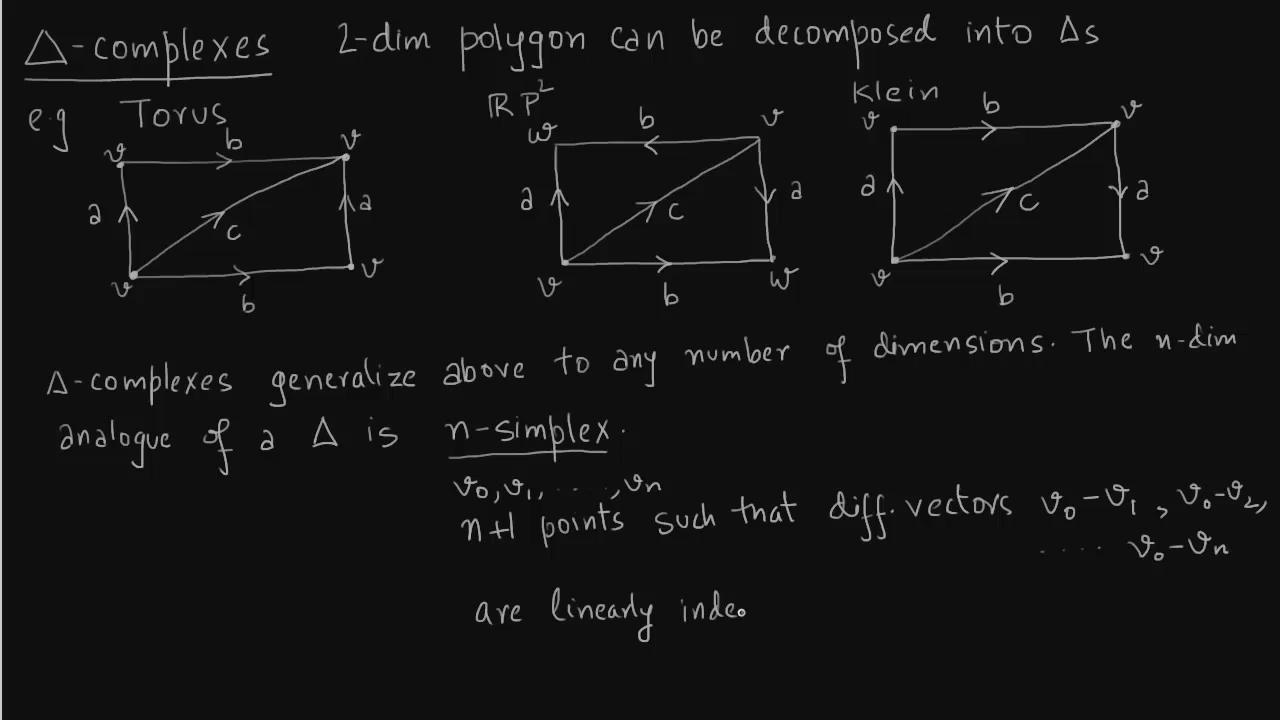 Δ-complexes 2-dim polygon can be decomposed into Δs
e.g Torus RP² Klein
v b v
a a
c
v b v
w b v
a a
c
v b w
v b v
a a
c
v b v
Δ-complexes generalize above to any number of dimensions. The n-dim
analogue of a Δ is n-simplex.
v₀, v₁, ...., vₙ
n+1 points such that diff. vectors v₀-v₁, v₀-v₂,
.... v₀-vₙ
are linearly inde